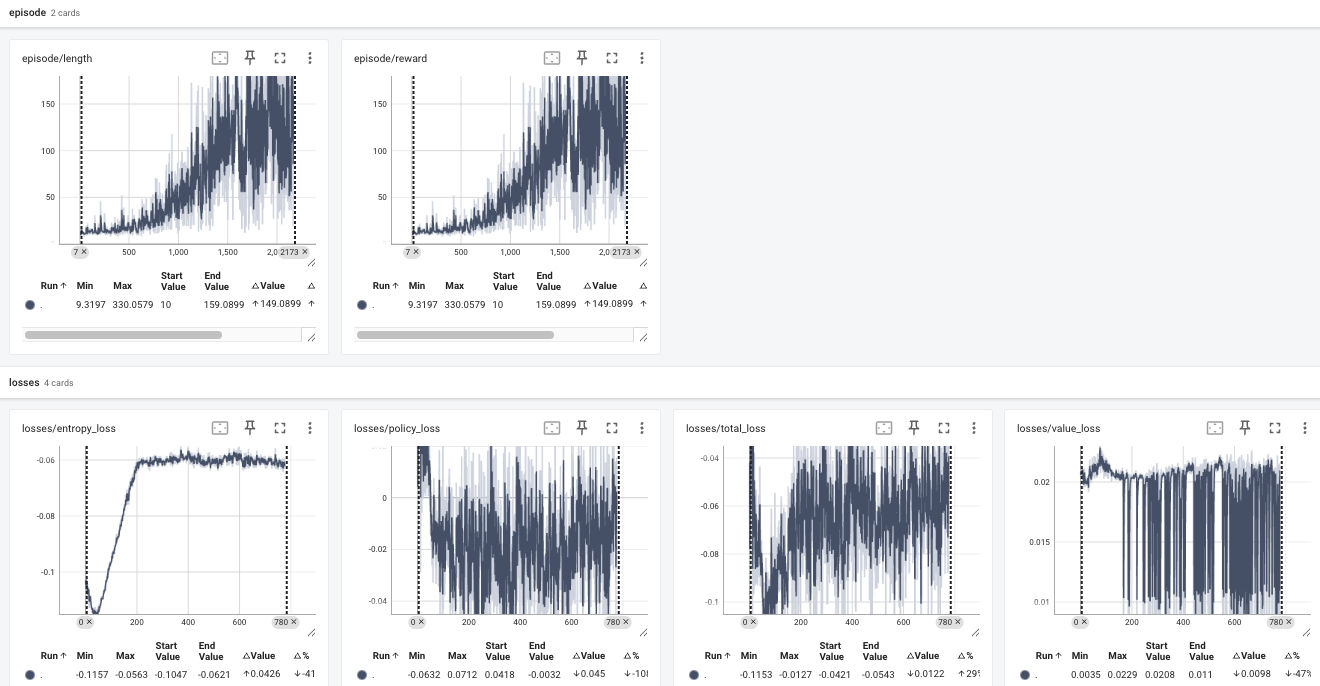 episode 2 cards
episode/length
150
100
50
7 ×
500
1,000
1,500
2,0
2173 ×
Run ↑ Min Max Start Value End Value △Value △
. 9.3197 330.0579 10 159.0899 ↑149.0899 ↑
episode/reward
150
100
50
7 ×
500
1,000
1,500
2,0
2173 ×
Run ↑ Min Max Start Value End Value △Value △
. 9.3197 330.0579 10 159.0899 ↑149.0899 ↑
losses 4 cards
losses/entropy_loss
-0.06
-0.08
-0.1
0 ×
200
400
600
780 ×
Run ↑ Min Max Start Value End Value △Value △%
. -0.1157 -0.0563 -0.1047 -0.0621 ↑0.0426 ↓-41
losses/policy_loss
0
-0.02
-0.04
0 ×
200
400
600
780 ×
Run ↑ Min Max Start Value End Value △Value △%
. -0.0632 0.0712 0.0418 -0.0032 ↓0.045
losses/total_loss
-0.04
-0.06
-0.08
-0.1
0 ×
200
400
600
780 ×
Run ↑ Min Max Start Value End Value △Value △%
. -0.1153 -0.0127 -0.0421 -0.0543 ↓0.0122 ↑29%
losses/value_loss
0.02
0.015
0.01
0 ×
200
400
600
780 ×
Run ↑ Min Max Start Value End Value △Value △%
. 0.0035 0.0229 0.0208 0.011 ↓0.0098 ↓-47%